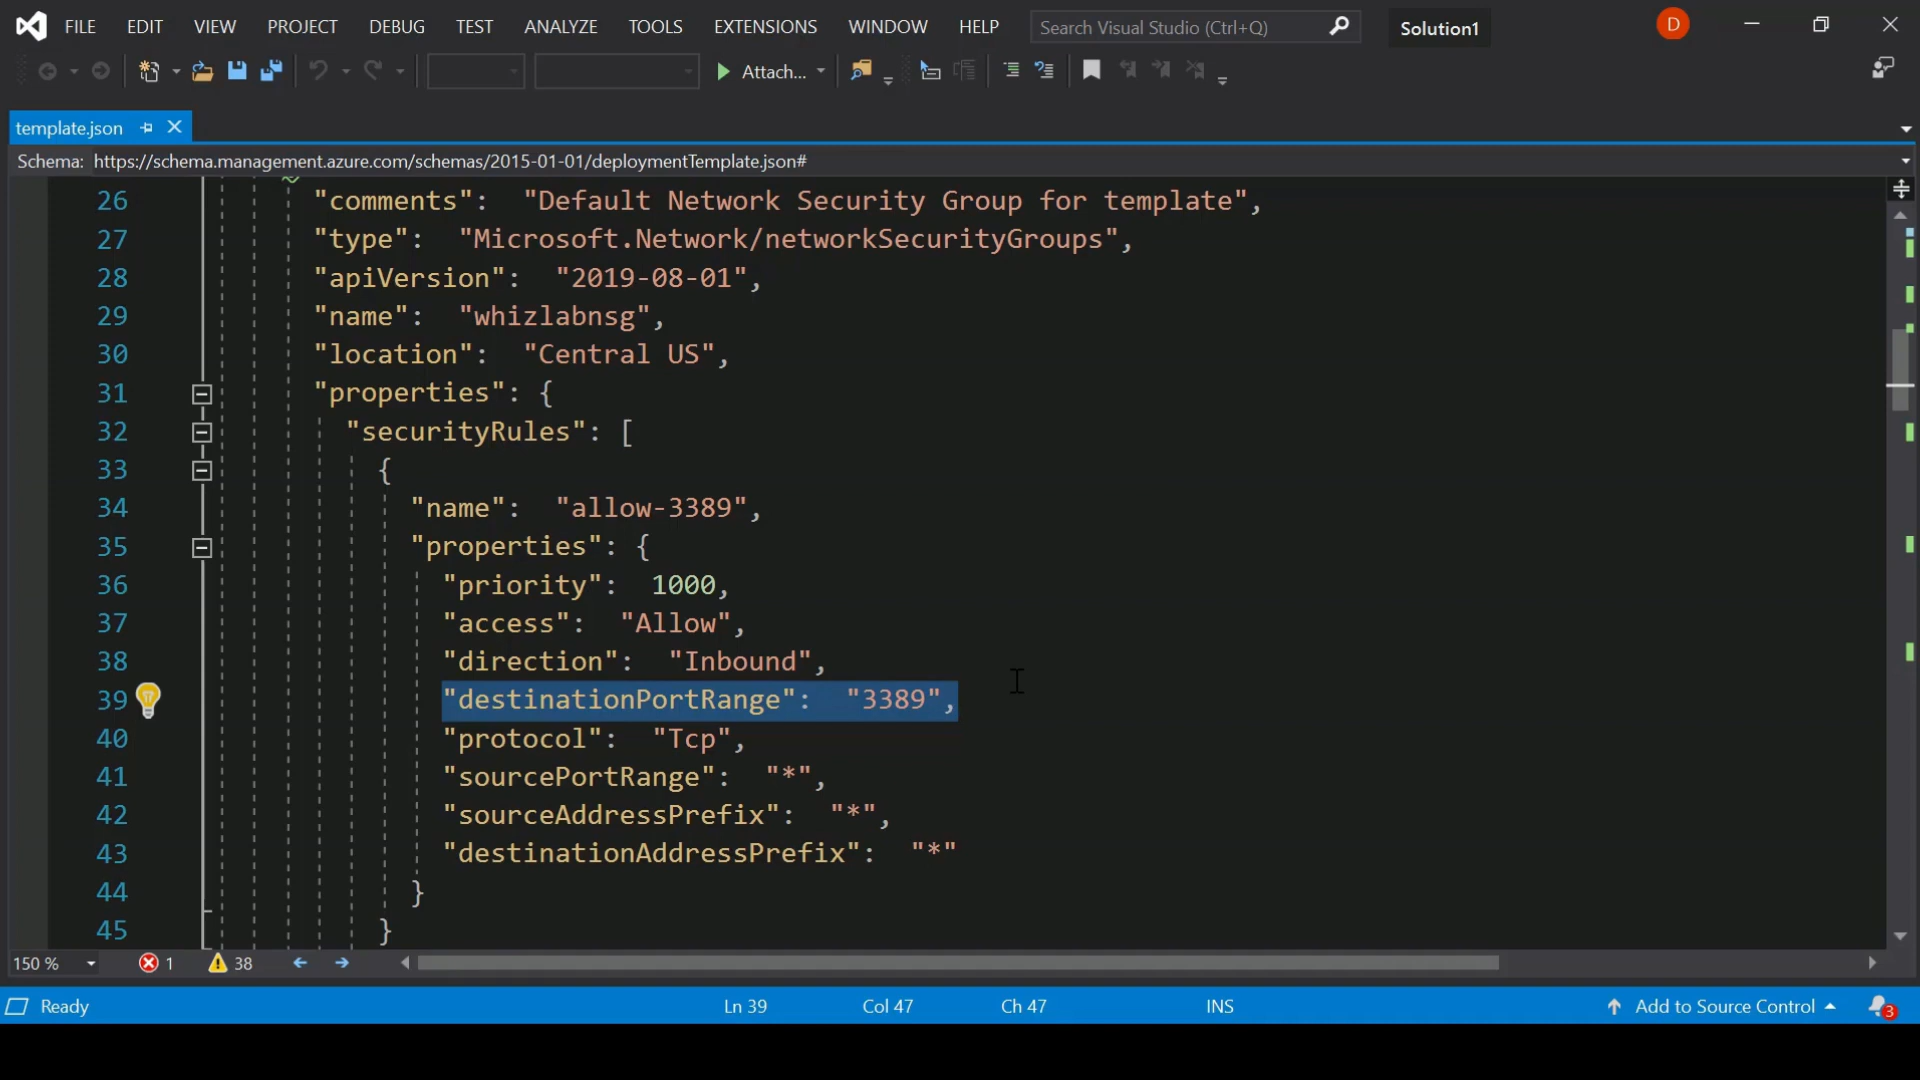 FILE EDIT VIEW PROJECT DEBUG TEST ANALYZE TOOLS EXTENSIONS WINDOW HELP Search Visual Studio (Ctrl+Q) Solution1 D
Attach...
template.json
Schema: https://schema.management.azure.com/schemas/2015-01-01/deploymentTemplate.json#
26 "comments": "Default Network Security Group for template",
27 "type": "Microsoft.Network/networkSecurityGroups",
28 "apiVersion": "2019-08-01",
29 "name": "whizlabnsg",
30 "location": "Central US",
31 "properties": {
32 "securityRules": [
33 {
34 "name": "allow-3389",
35 "properties": {
36 "priority": 1000,
37 "access": "Allow",
38 "direction": "Inbound",
39 "destinationPortRange": "3389",
40 "protocol": "Tcp",
41 "sourcePortRange": "*",
42 "sourceAddressPrefix": "*",
43 "destinationAddressPrefix": "*"
44 }
45 }
150 % 1 38
Ready Ln 39 Col 47 Ch 47 INS Add to Source Control 3